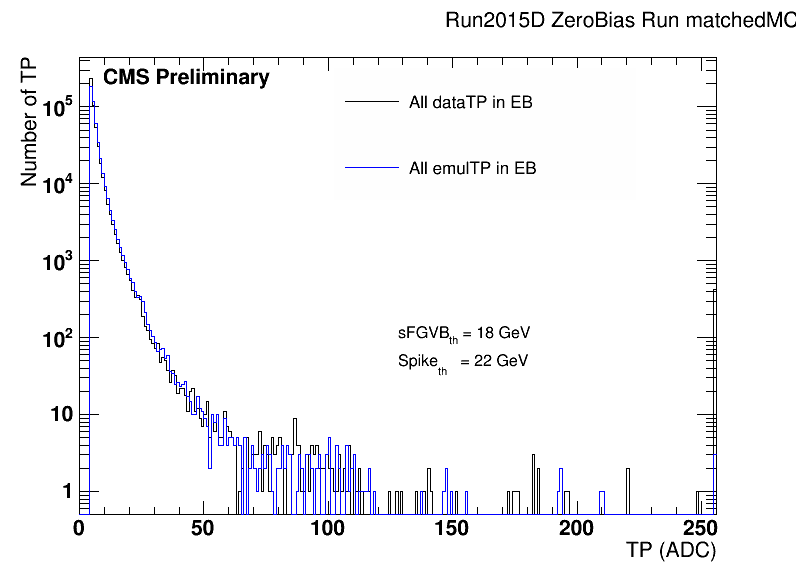 Run2015D ZeroBias Run matchedMC
CMS Preliminary
Number of TP
All dataTP in EB
All emulTP in EB
sFGVBth = 18 GeV
Spiketh = 22 GeV
10^5
10^4
10^3
10^2
10
1
0 50 100 150 200 250
TP (ADC)